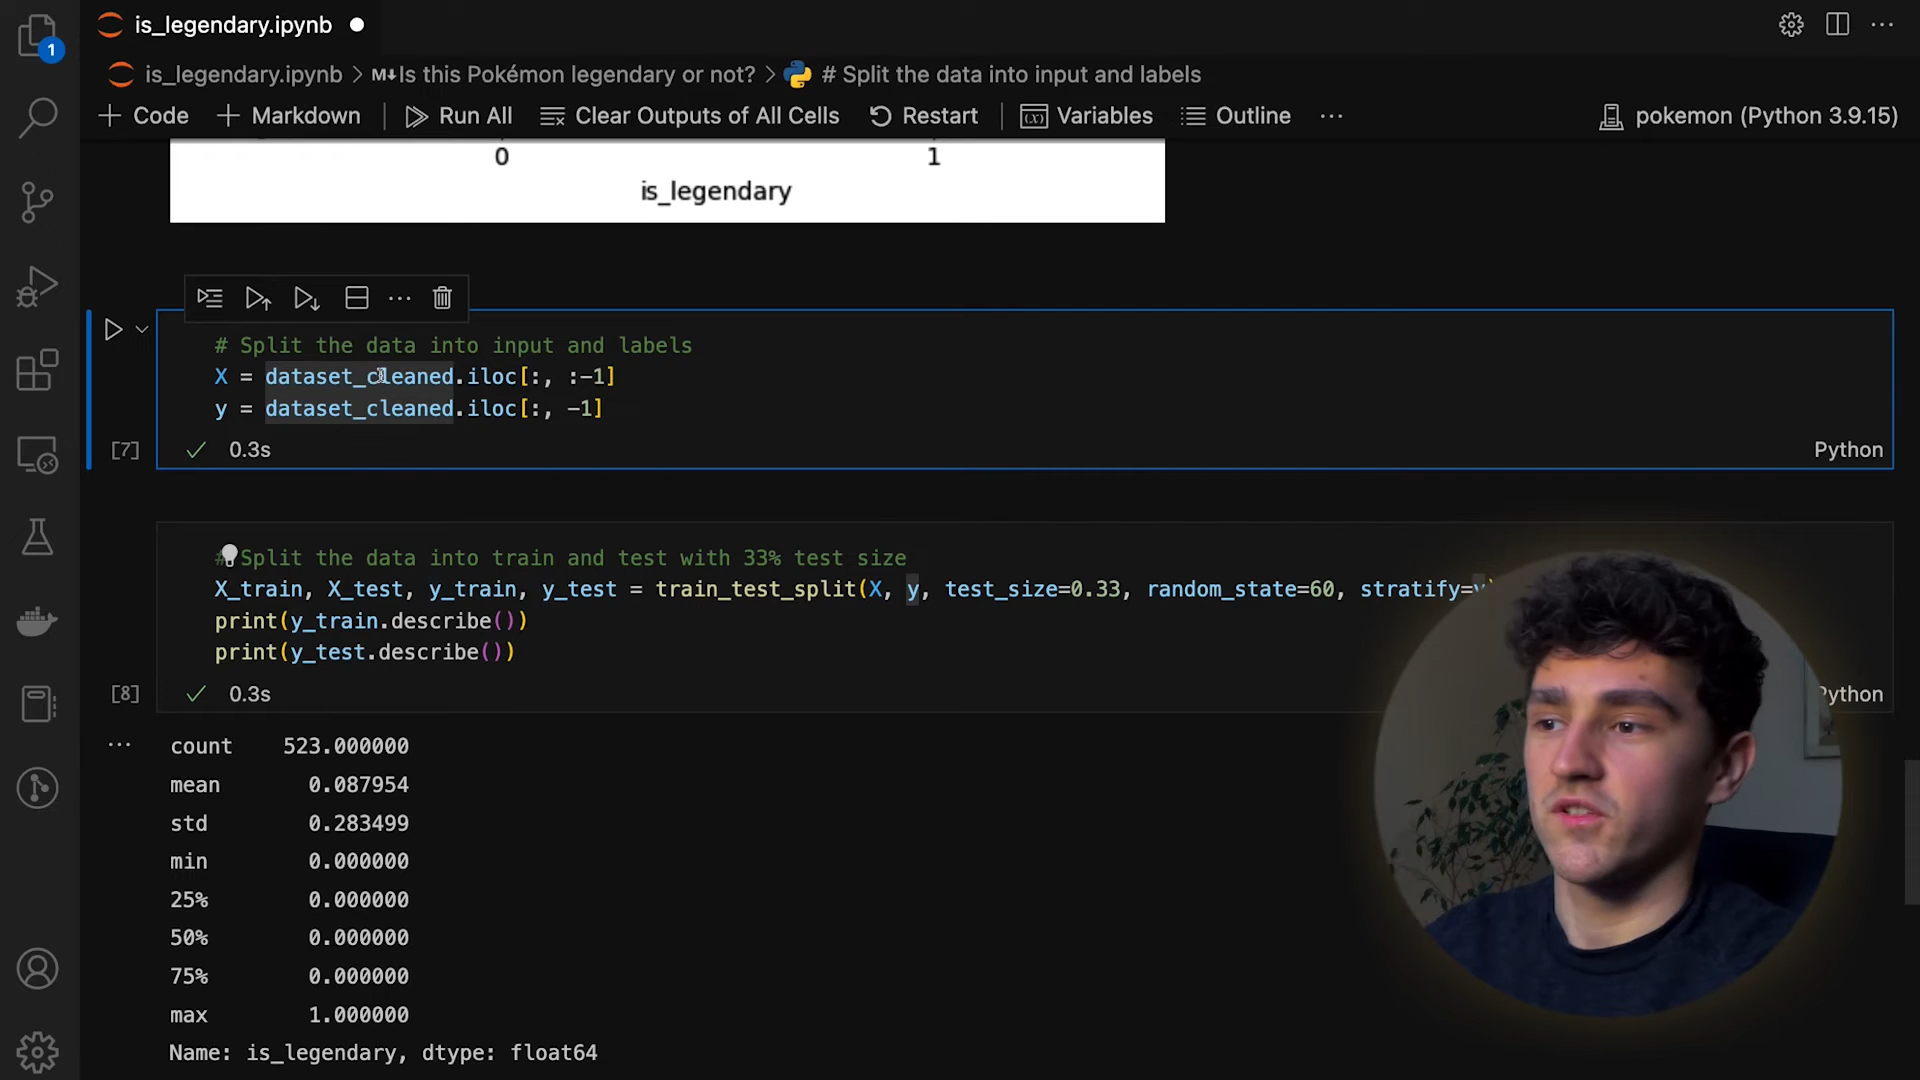 is_legendary.ipynb
1
is_legendary.ipynb > M↓Is this Pokémon legendary or not? > # Split the data into input and labels
+ Code + Markdown Run All Clear Outputs of All Cells Restart Variables Outline ··· pokemon (Python 3.9.15)
0 1
is_legendary
# Split the data into input and labels
X = dataset_cleaned.iloc[:, :-1]
y = dataset_cleaned.iloc[:, -1]
[7] 0.3s Python
# Split the data into train and test with 33% test size
X_train, X_test, y_train, y_test = train_test_split(X, y, test_size=0.33, random_state=60, stratify=y)
print(y_train.describe())
print(y_test.describe())
[8] 0.3s Python
count 523.000000
mean 0.087954
std 0.283499
min 0.000000
25% 0.000000
50% 0.000000
75% 0.000000
max 1.000000
Name: is_legendary, dtype: float64